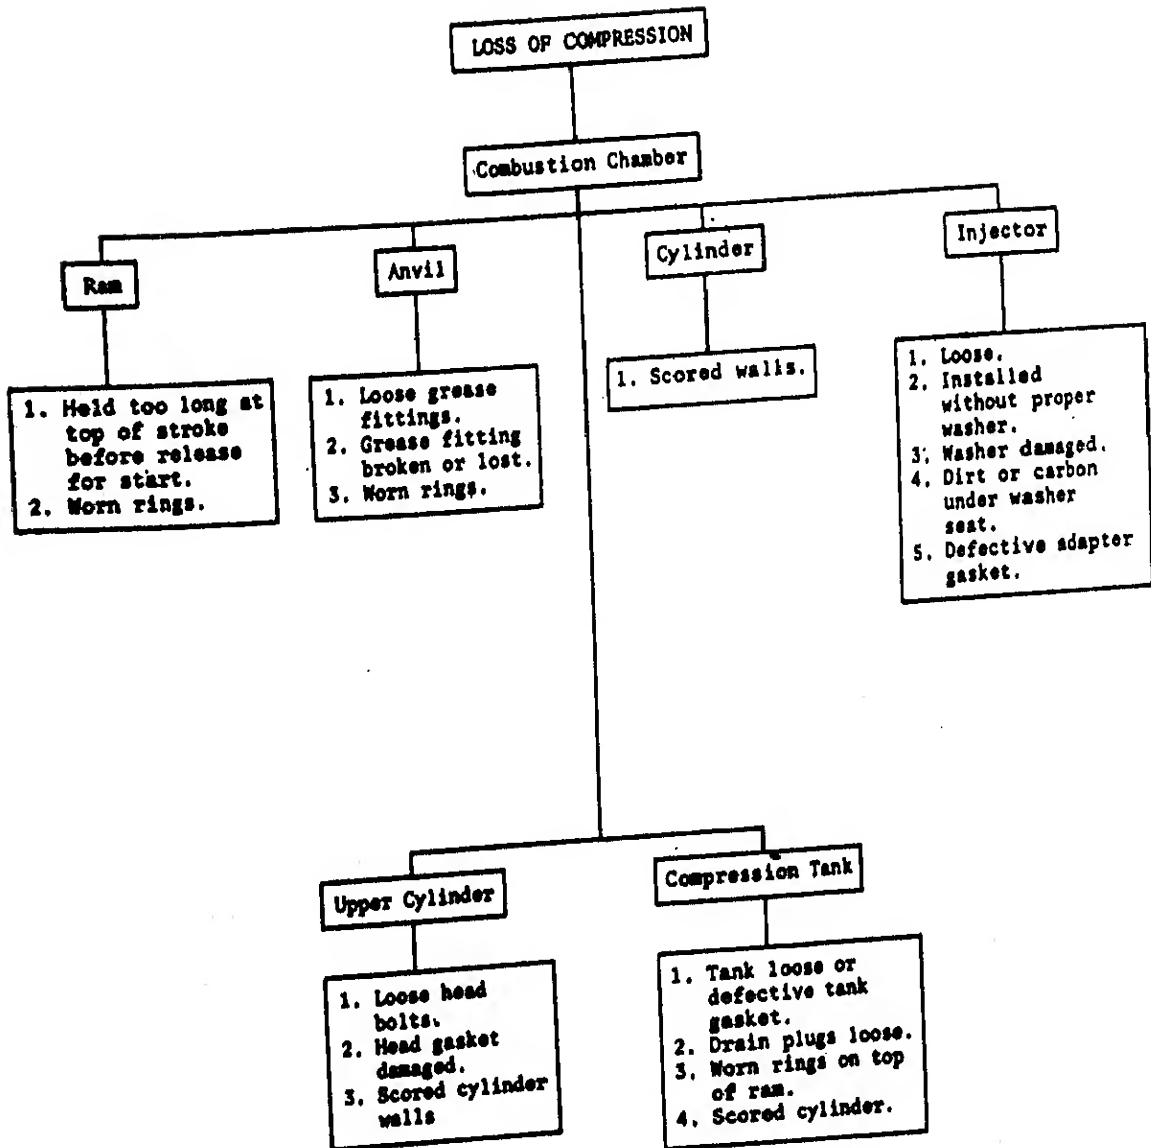 LOSS OF COMPRESSION
Combustion Chamber
Ram
1. Held too long at
top of stroke
before release
for start.
2. Worn rings.
Anvil
1. Loose grease
fittings.
2. Grease fitting
broken or lost.
3. Worn rings.
Cylinder
1. Scored walls.
Injector
1. Loose.
2. Installed
without proper
washer.
3. Washer damaged.
4. Dirt or carbon
under washer
seat.
5. Defective adapter
gasket.
Upper Cylinder
1. Loose head
bolts.
2. Head gasket
damaged.
3. Scored cylinder
walls
Compression Tank
1. Tank loose or
defective tank
gasket.
2. Drain plugs loose.
3. Worn rings on top
of ram.
4. Scored cylinder.